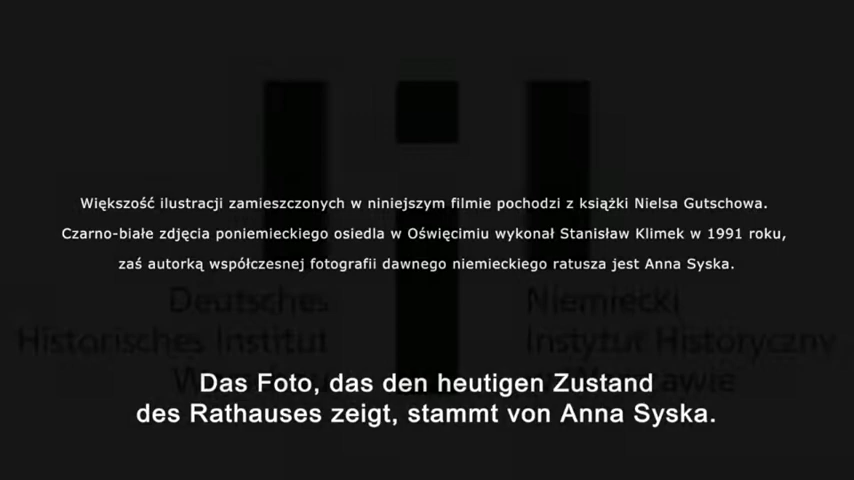 Większość ilustracji zamieszczonych w niniejszym filmie pochodzi z książki Nielsa Gutschowa.
Czarno-białe zdjęcia poniemieckiego osiedla w Oświęcimiu wykonał Stanisław Klimek w 1991 roku,
zaś autorką współczesnej fotografii dawnego niemieckiego ratusza jest Anna Syska.
Deutsches
Historisches Institut
Niemiecki
Instytut Historyczny
Das Foto, das den heutigen Zustand
des Rathauses zeigt, stammt von Anna Syska.